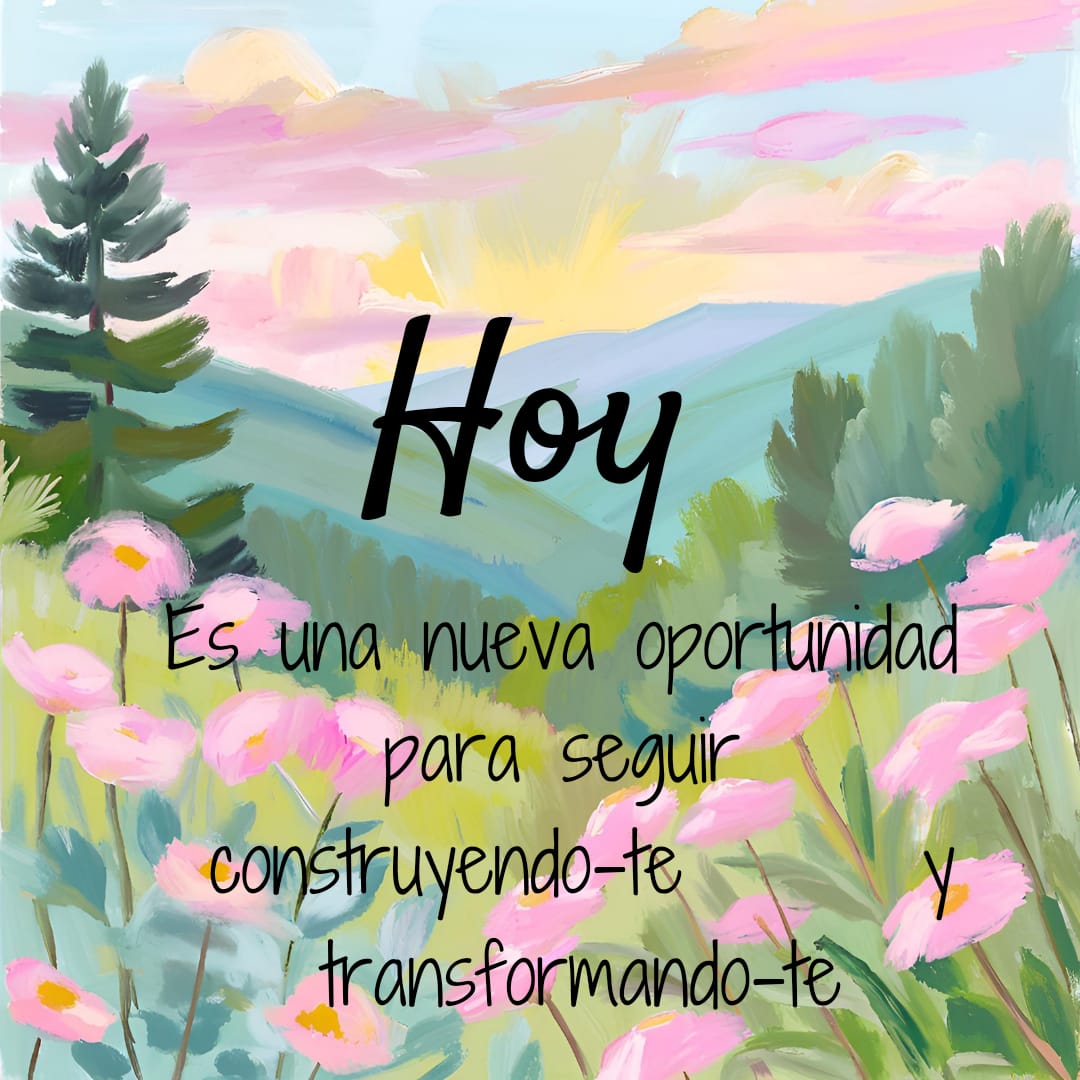 Hoy
Es una nueva oportunidad
para seguir
construyendo-te y
transformando-te